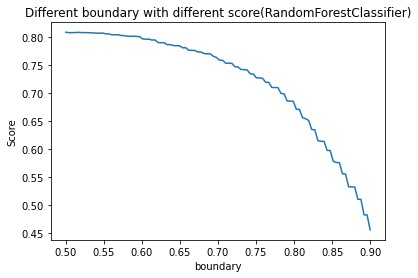 Different boundary with different score(RandomForestClassifier)
0.80
0.75
0.70
0.65
0.60
0.55
0.50
0.45
Score
0.50 0.55 0.60 0.65 0.70 0.75 0.80 0.85 0.90
boundary